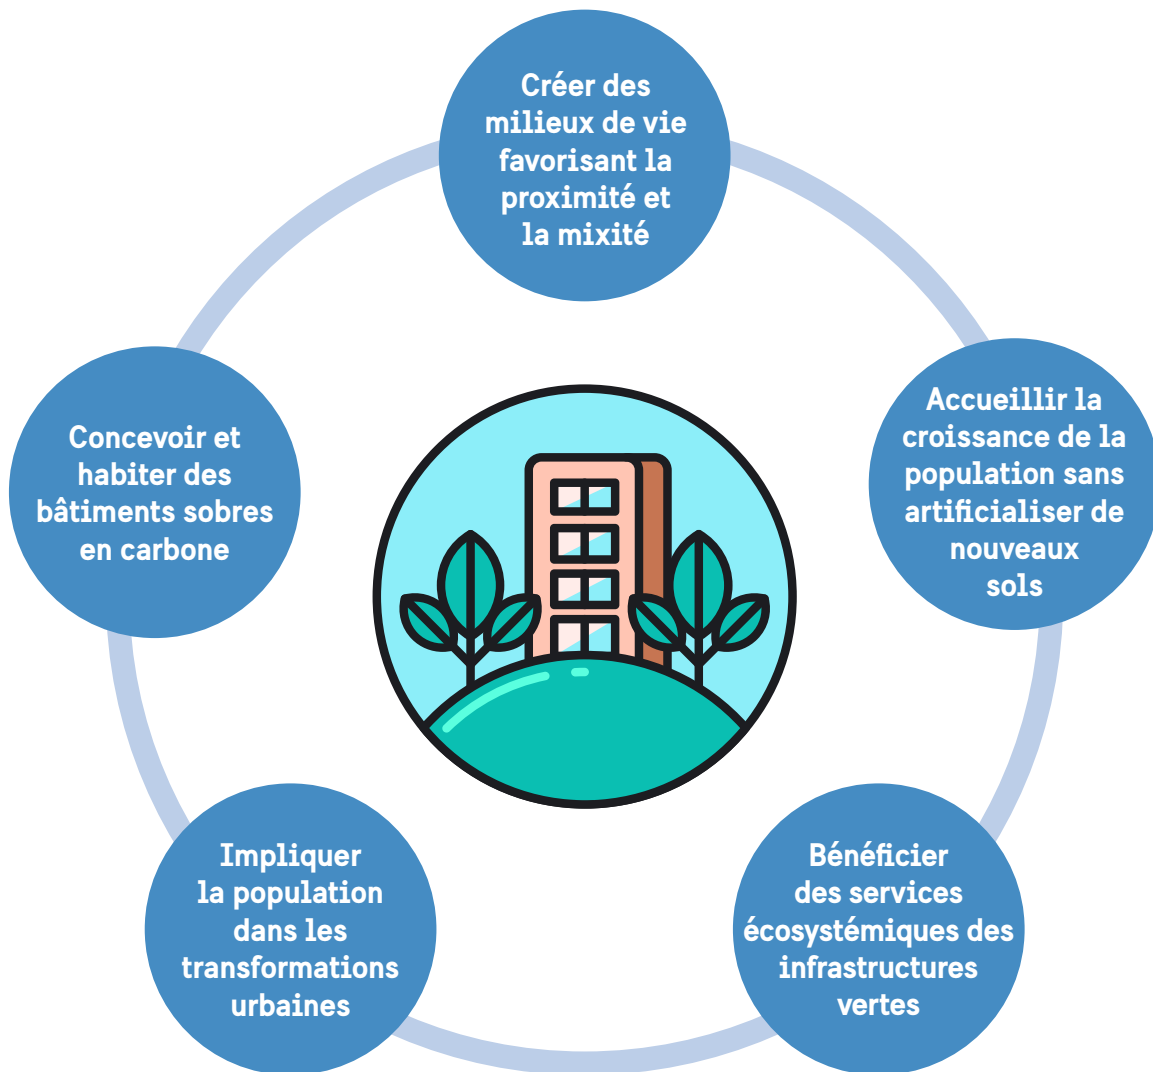 Créer des
milieux de vie
favorisant la
proximité et
la mixité
Accueillir la
croissance de la
population sans
artificialiser de
nouveaux
sols
Bénéficier
des services
écosystémiques des
infrastructures
vertes
Impliquer
la population
dans les
transformations
urbaines
Concevoir et
habiter des
bâtiments sobres
en carbone